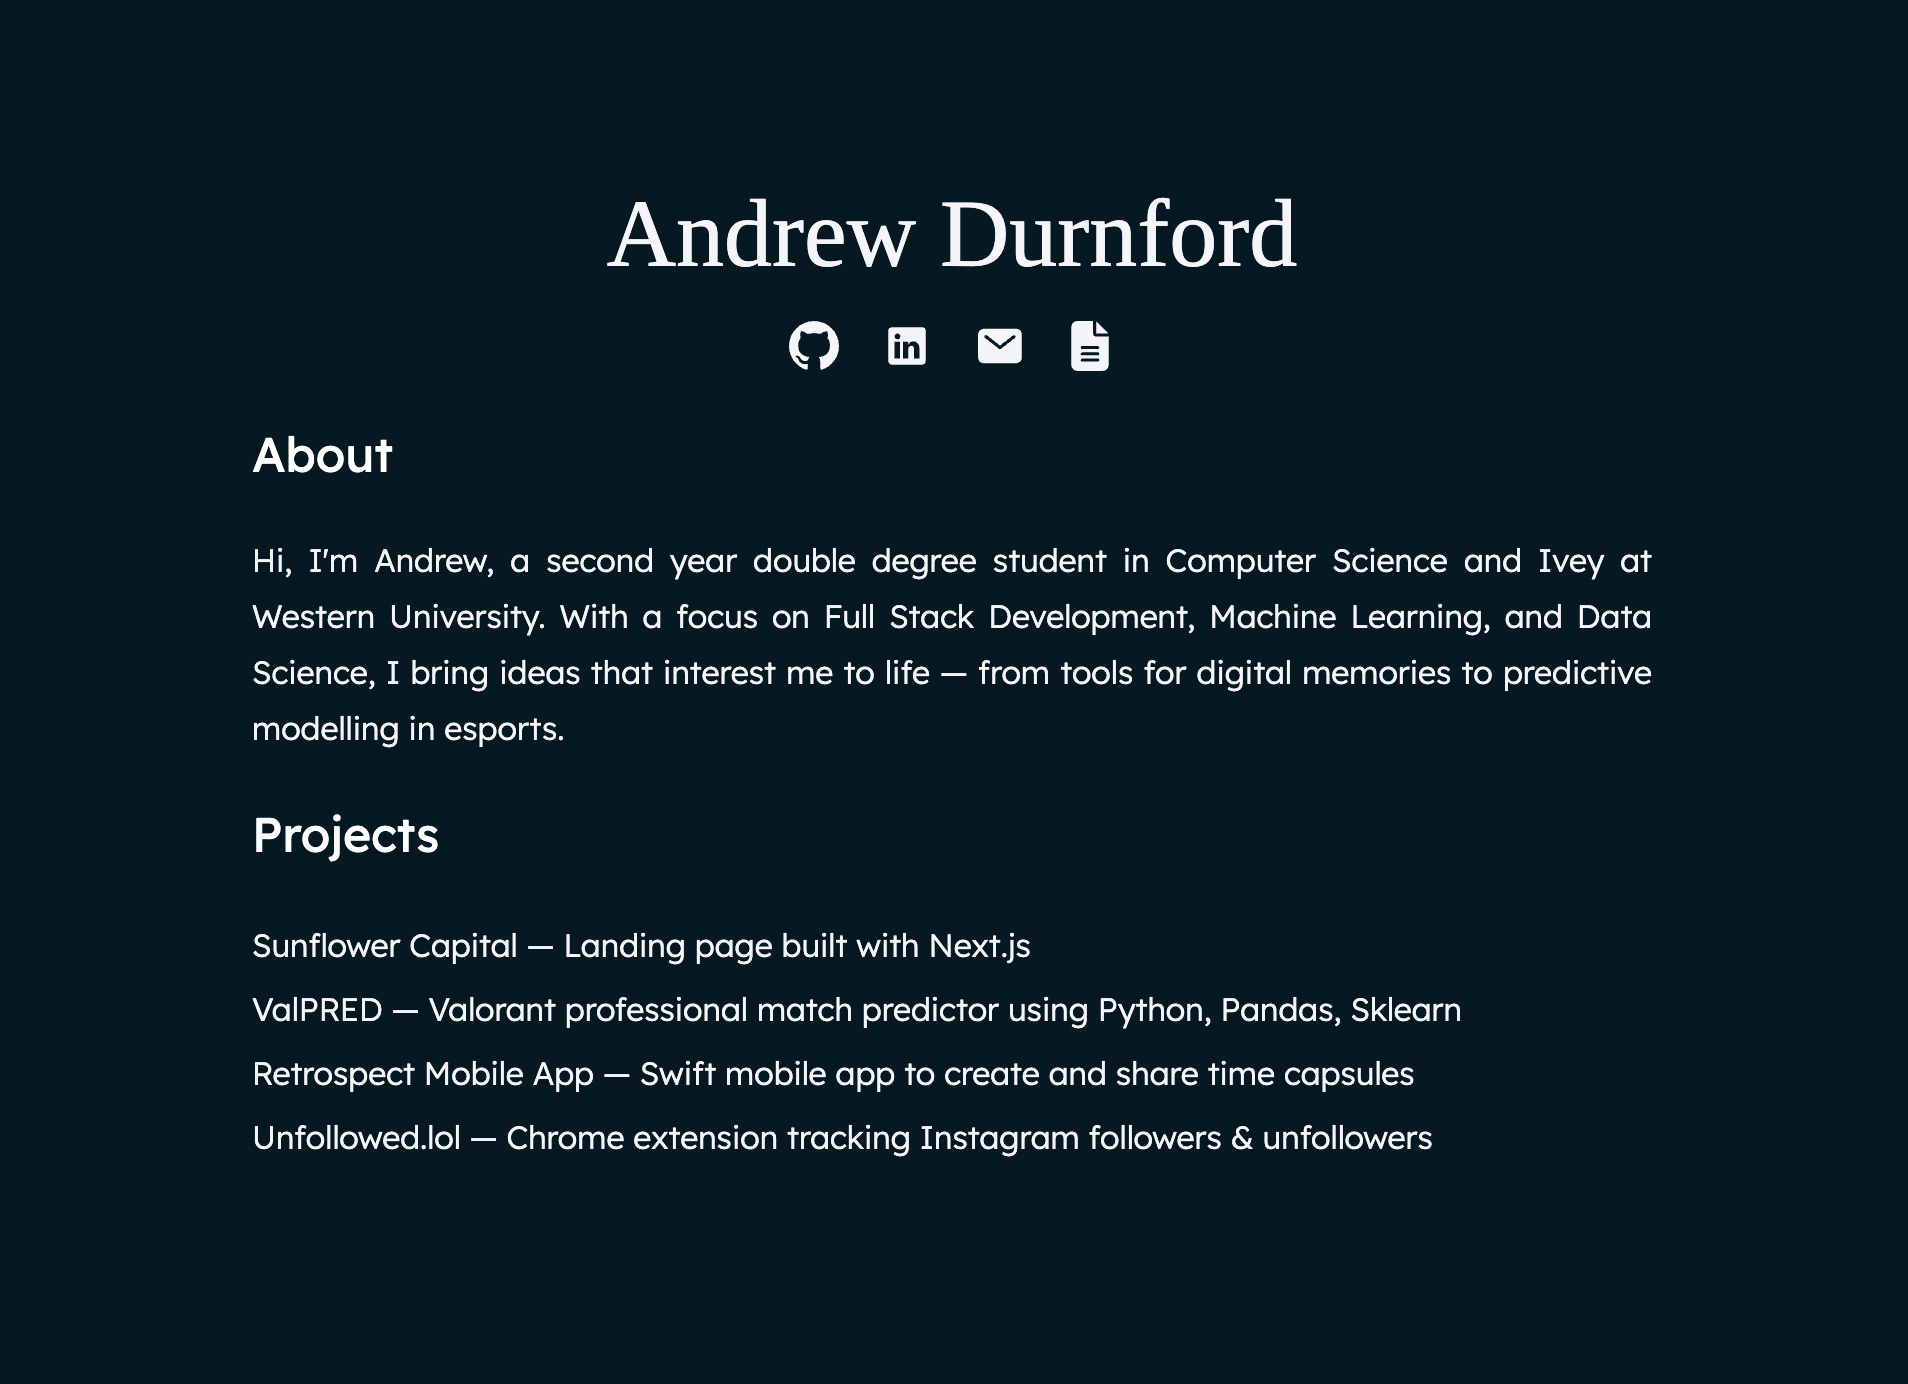 Andrew Durnford
in
About
Hi, I'm Andrew, a second year double degree student in Computer Science and Ivey at
Western University. With a focus on Full Stack Development, Machine Learning, and Data
Science, I bring ideas that interest me to life — from tools for digital memories to predictive
modelling in esports.
Projects
Sunflower Capital — Landing page built with Next.js
ValPRED — Valorant professional match predictor using Python, Pandas, Sklearn
Retrospect Mobile App — Swift mobile app to create and share time capsules
Unfollowed.lol — Chrome extension tracking Instagram followers & unfollowers